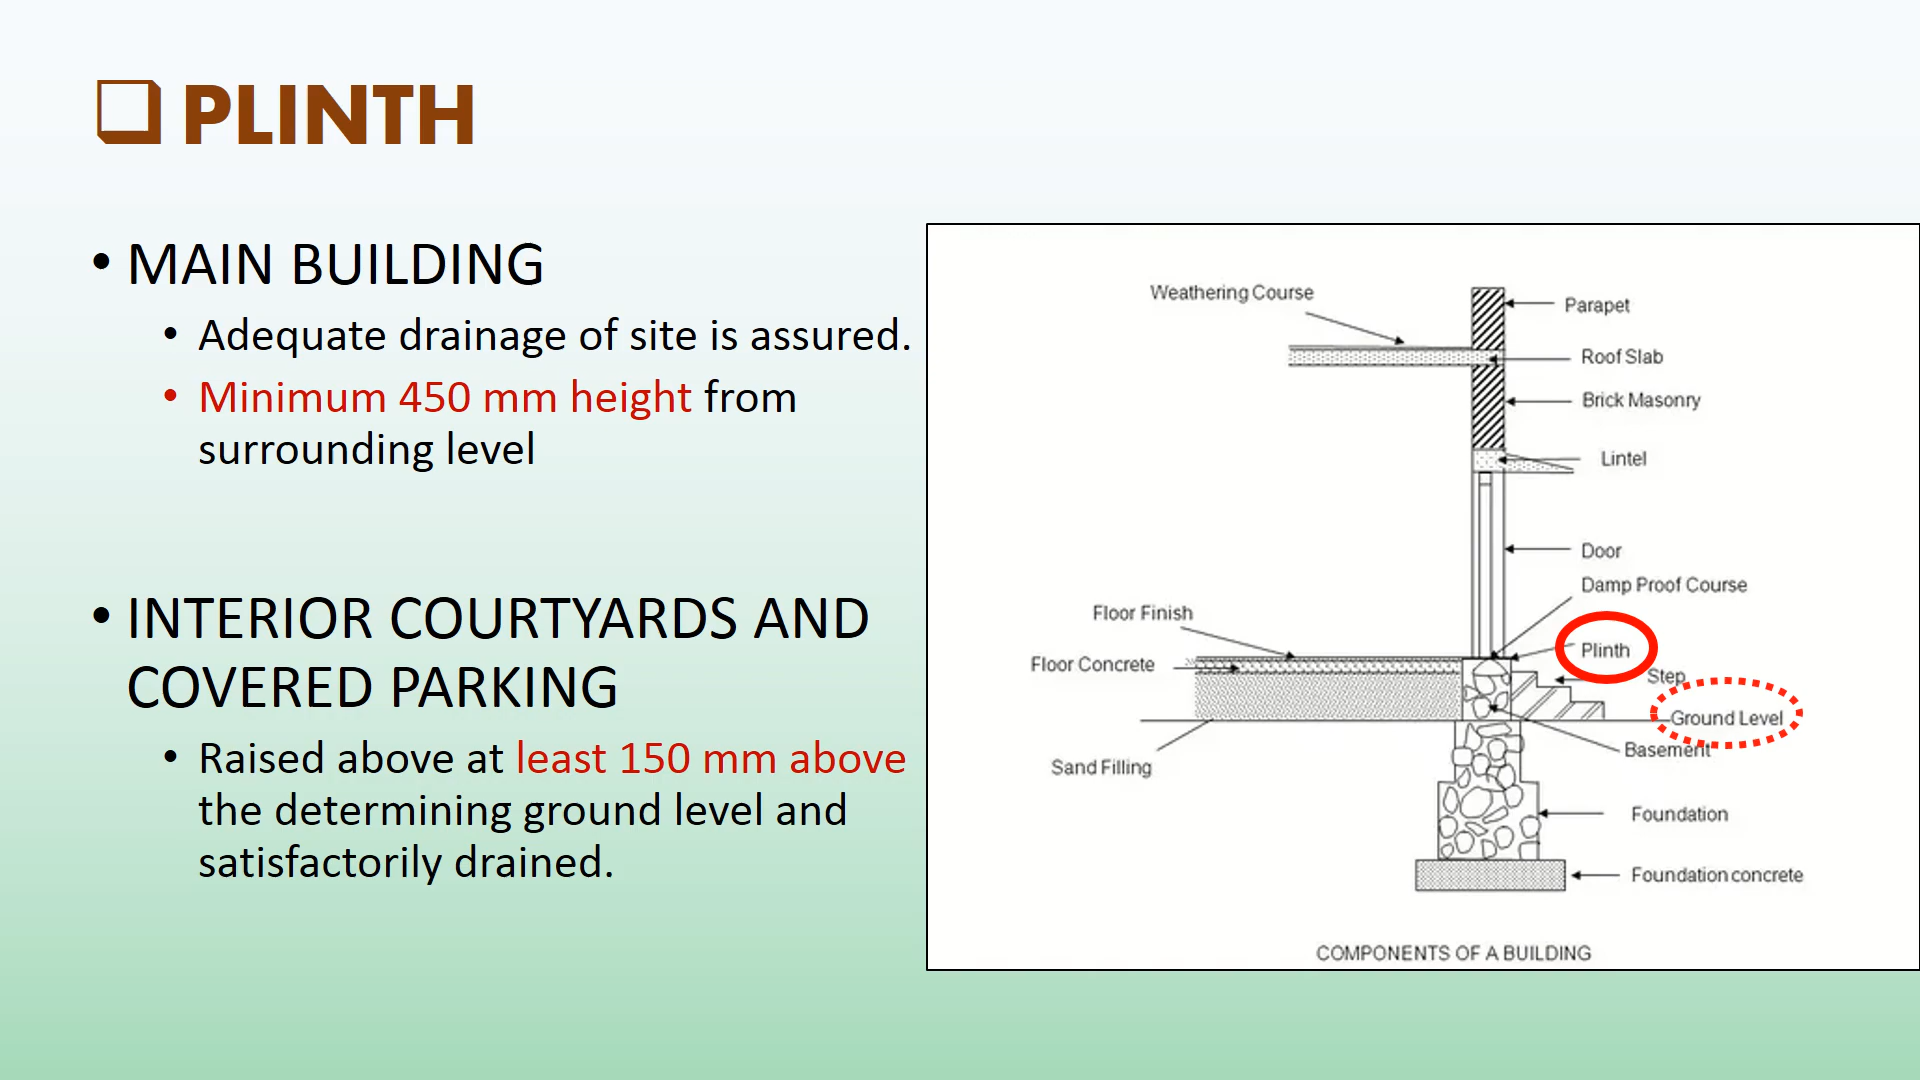 PLINTH
• MAIN BUILDING
• Adequate drainage of site is assured.
• Minimum 450 mm height from
surrounding level
• INTERIOR COURTYARDS AND
COVERED PARKING
• Raised above at least 150 mm above
the determining ground level and
satisfactorily drained.
Weathering Course
Parapet
Roof Slab
Brick Masonry
Lintel
Door
Damp Proof Course
Floor Finish
Plinth
Floor Concrete
Step
Ground Level
Basement
Sand Filling
Foundation
Foundation concrete
COMPONENTS OF A BUILDING